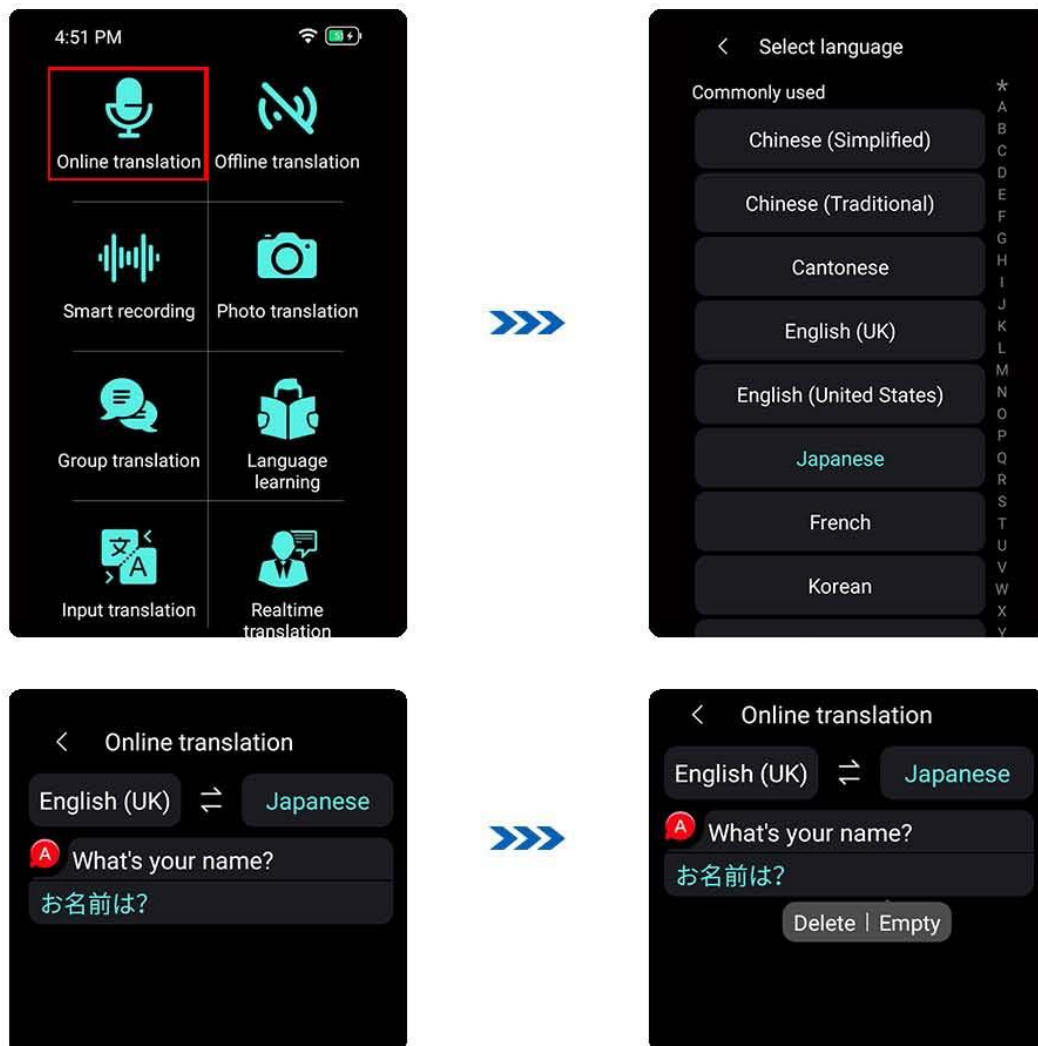 4:51 PM
Online translation
Offline translation
Smart recording
Photo translation
Group translation
Language
learning
Input translation
Realtime
translation
Select language
Commonly used
Chinese (Simplified)
Chinese (Traditional)
Cantonese
English (UK)
English (United States)
Japanese
French
Korean
*
A
B
C
D
E
F
G
H
I
J
K
L
M
N
O
P
Q
R
S
T
U
V
W
X
Y
Online translation
English (UK) ⇌ Japanese
A What's your name?
お名前は?
Online translation
English (UK) ⇌ Japanese
A What's your name?
お名前は?
Delete | Empty